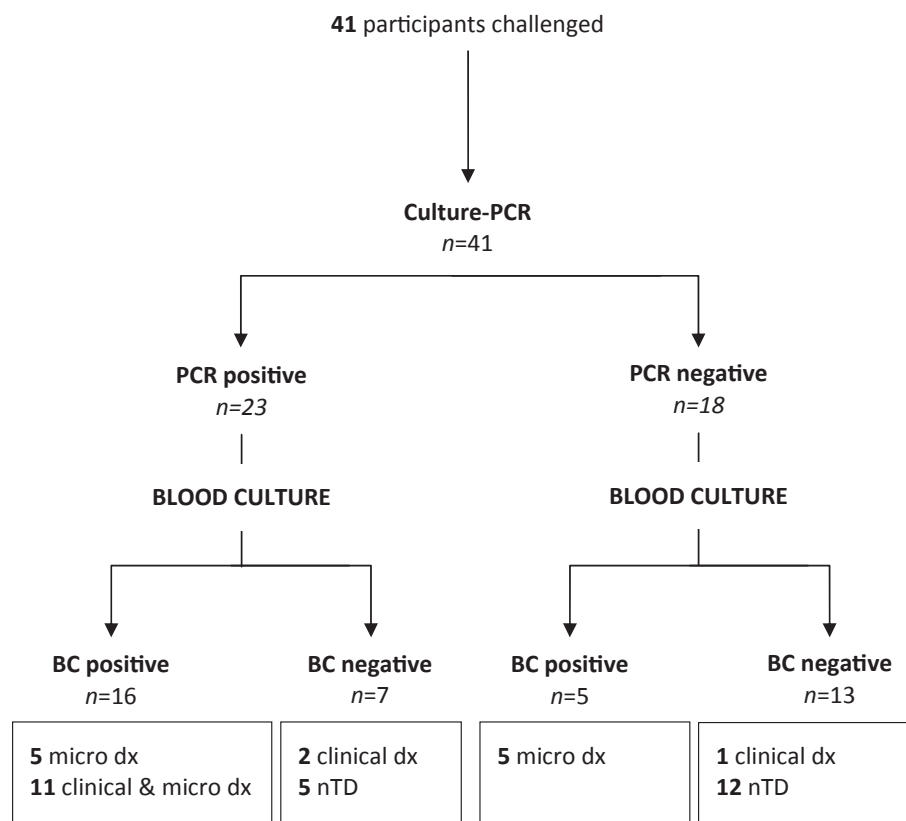 41 participants challenged
Culture-PCR
n=41
PCR positive
n=23
PCR negative
n=18
BLOOD CULTURE
BLOOD CULTURE
BC positive
n=16
BC negative
n=7
BC positive
n=5
BC negative
n=13
5 micro dx
11 clinical & micro dx
2 clinical dx
5 nTD
5 micro dx
1 clinical dx
12 nTD